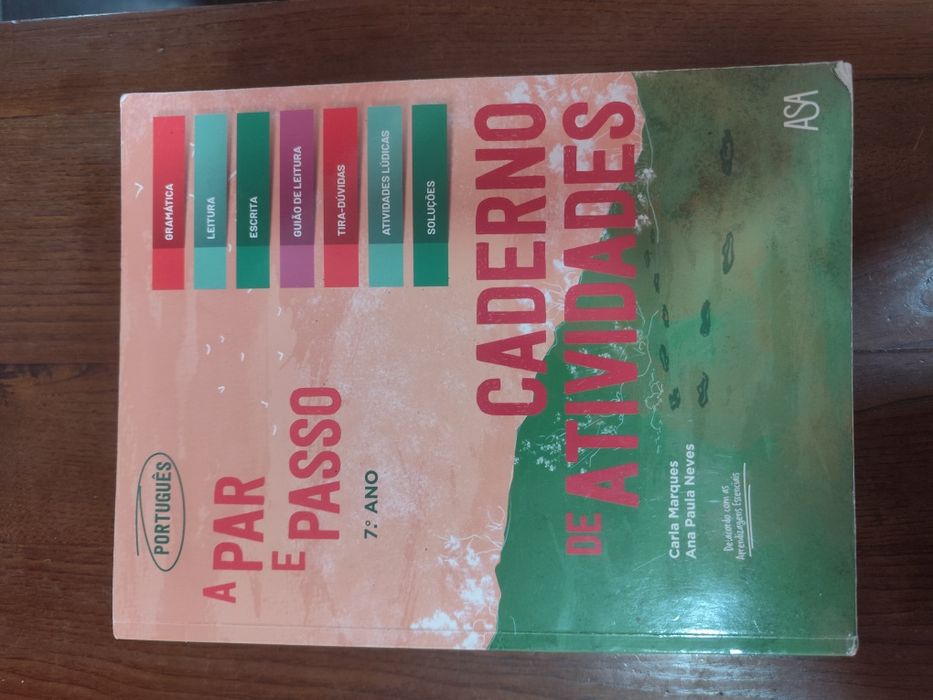 PORTUGUÊS
A PAR
E PASSO
7.º ANO
GRAMÁTICA
LEITURA
ESCRITA
GUIÃO DE LEITURA
TIRA-DÚVIDAS
ATIVIDADES LÚDICAS
SOLUÇÕES
CADERNO
DE ATIVIDADES
Carla Marques
Ana Paula Neves
De acordo com as
Aprendizagens Essenciais
ASA